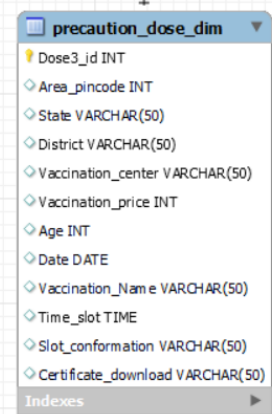 precaution_dose_dim
Dose3_id INT
Area_pincode INT
State VARCHAR(50)
District VARCHAR(50)
Vaccination_center VARCHAR(50)
Vaccination_price INT
Age INT
Date DATE
Vaccination_Name VARCHAR(50)
Time_slot TIME
Slot_conformation VARCHAR(50)
Certificate_download VARCHAR(50)
Indexes